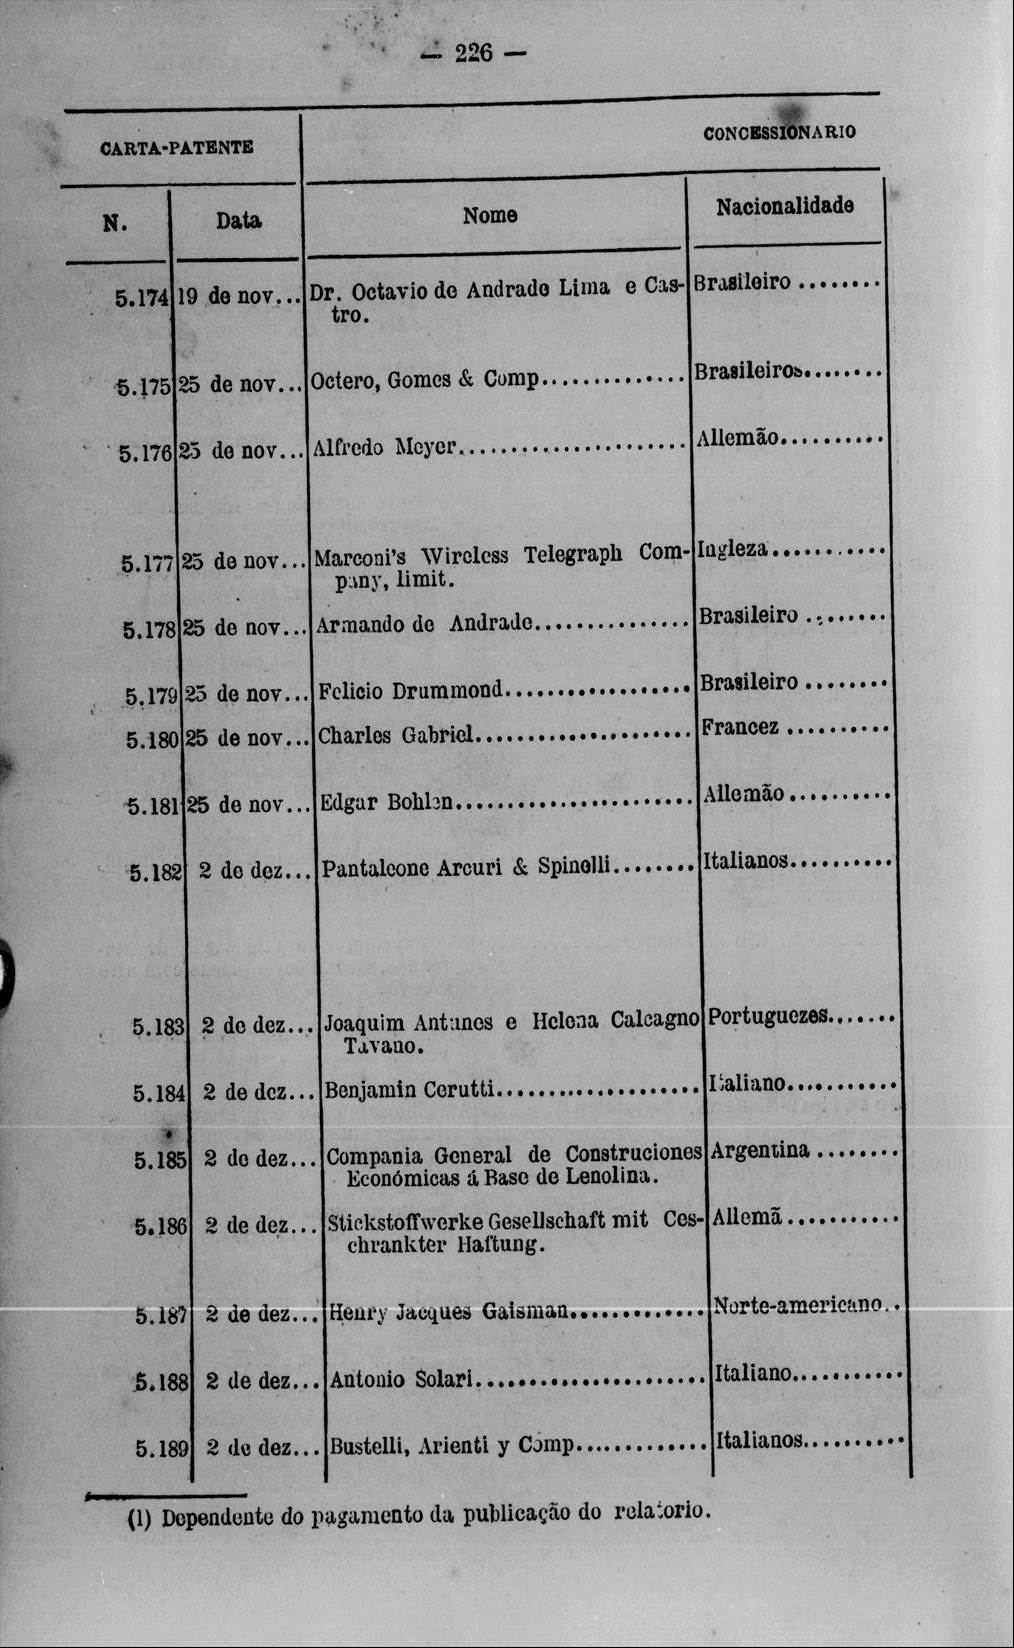 — 226 —
CARTA-PATENTE
CONCESSIONARIO
N.
Data
Nome
Nacionalidade
5.174 19 de nov... Dr. Octavio de Andrade Lima e Cas- Brasileiro ........
tro.
5.175 25 de nov... Octero, Gomes & Comp............... Brasileiros........
5.176 25 de nov... Alfredo Meyer...................... Allemão..........
5.177 25 de nov... Marconi's Wireless Telegraph Com- Ingleza...........
pany, limit.
5.178 25 de nov... Armando de Andrade............... Brasileiro ........
5.179 25 de nov... Felicio Drummond.................. Brasileiro ........
5.180 25 de nov... Charles Gabriel..................... Francez ..........
5.181 25 de nov... Edgar Bohlen....................... Allemão ..........
5.182 2 de dez... Pantaleone Arcuri & Spinelli........ Italianos..........
5.183 2 de dez... Joaquim Antunes e Helena Calcagno Portuguezes.......
Tavano.
5.184 2 de dez... Benjamin Cerutti.................... Italiano...........
5.185 2 de dez... Compania General de Construciones Argentina ........
Económicas á Base de Lenolina.
5.186 2 de dez... Stickstoffwerke Gesellschaft mit Ces- Allemã ...........
chrankter Haftung.
5.187 2 de dez... Henry Jacques Gaisman............. Norte-americano..
5.188 2 de dez... Antonio Solari...................... Italiano...........
5.189 2 de dez... Bustelli, Arienti y Comp............. Italianos..........
(1) Dependente do pagamento da publicação do relatorio.